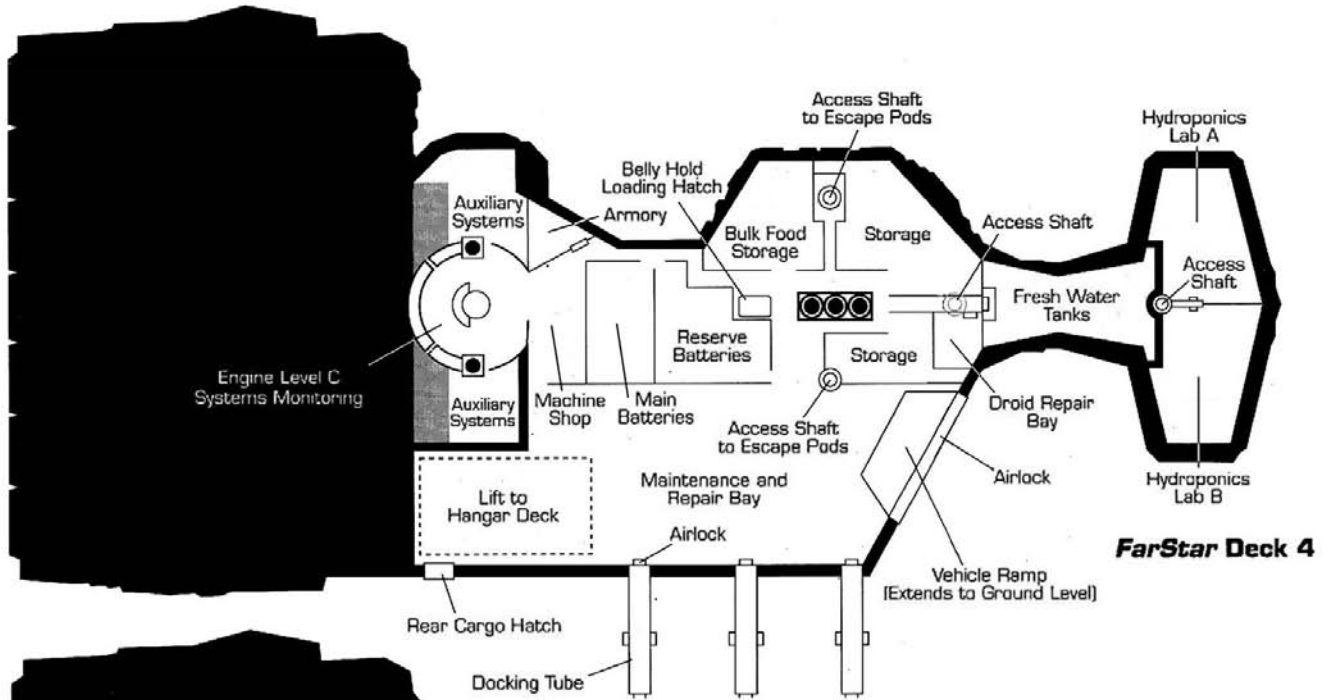 Access Shaft
to Escape Pods
Hydroponics
Lab A
Belly Hold
Loading Hatch
Auxiliary
Systems
Armory
Bulk Food
Storage
Storage
Access Shaft
Access
Shaft
Fresh Water
Tanks
Reserve
Batteries
Storage
Engine Level C
Systems Monitoring
Auxiliary
Systems
Machine
Shop
Main
Batteries
Access Shaft
to Escape Pods
Droid Repair
Bay
Airlock
Hydroponics
Lab B
Lift to
Hangar Deck
Maintenance and
Repair Bay
Airlock
FarStar Deck 4
Vehicle Ramp
(Extends to Ground Level)
Rear Cargo Hatch
Docking Tube